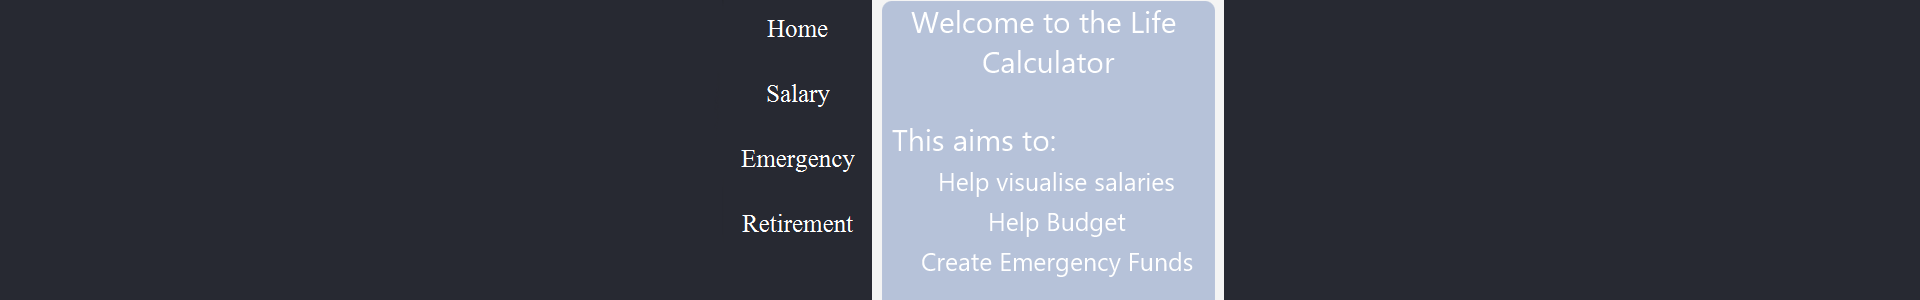 Home
Salary
Emergency
Retirement
Welcome to the Life
Calculator
This aims to:
Help visualise salaries
Help Budget
Create Emergency Funds